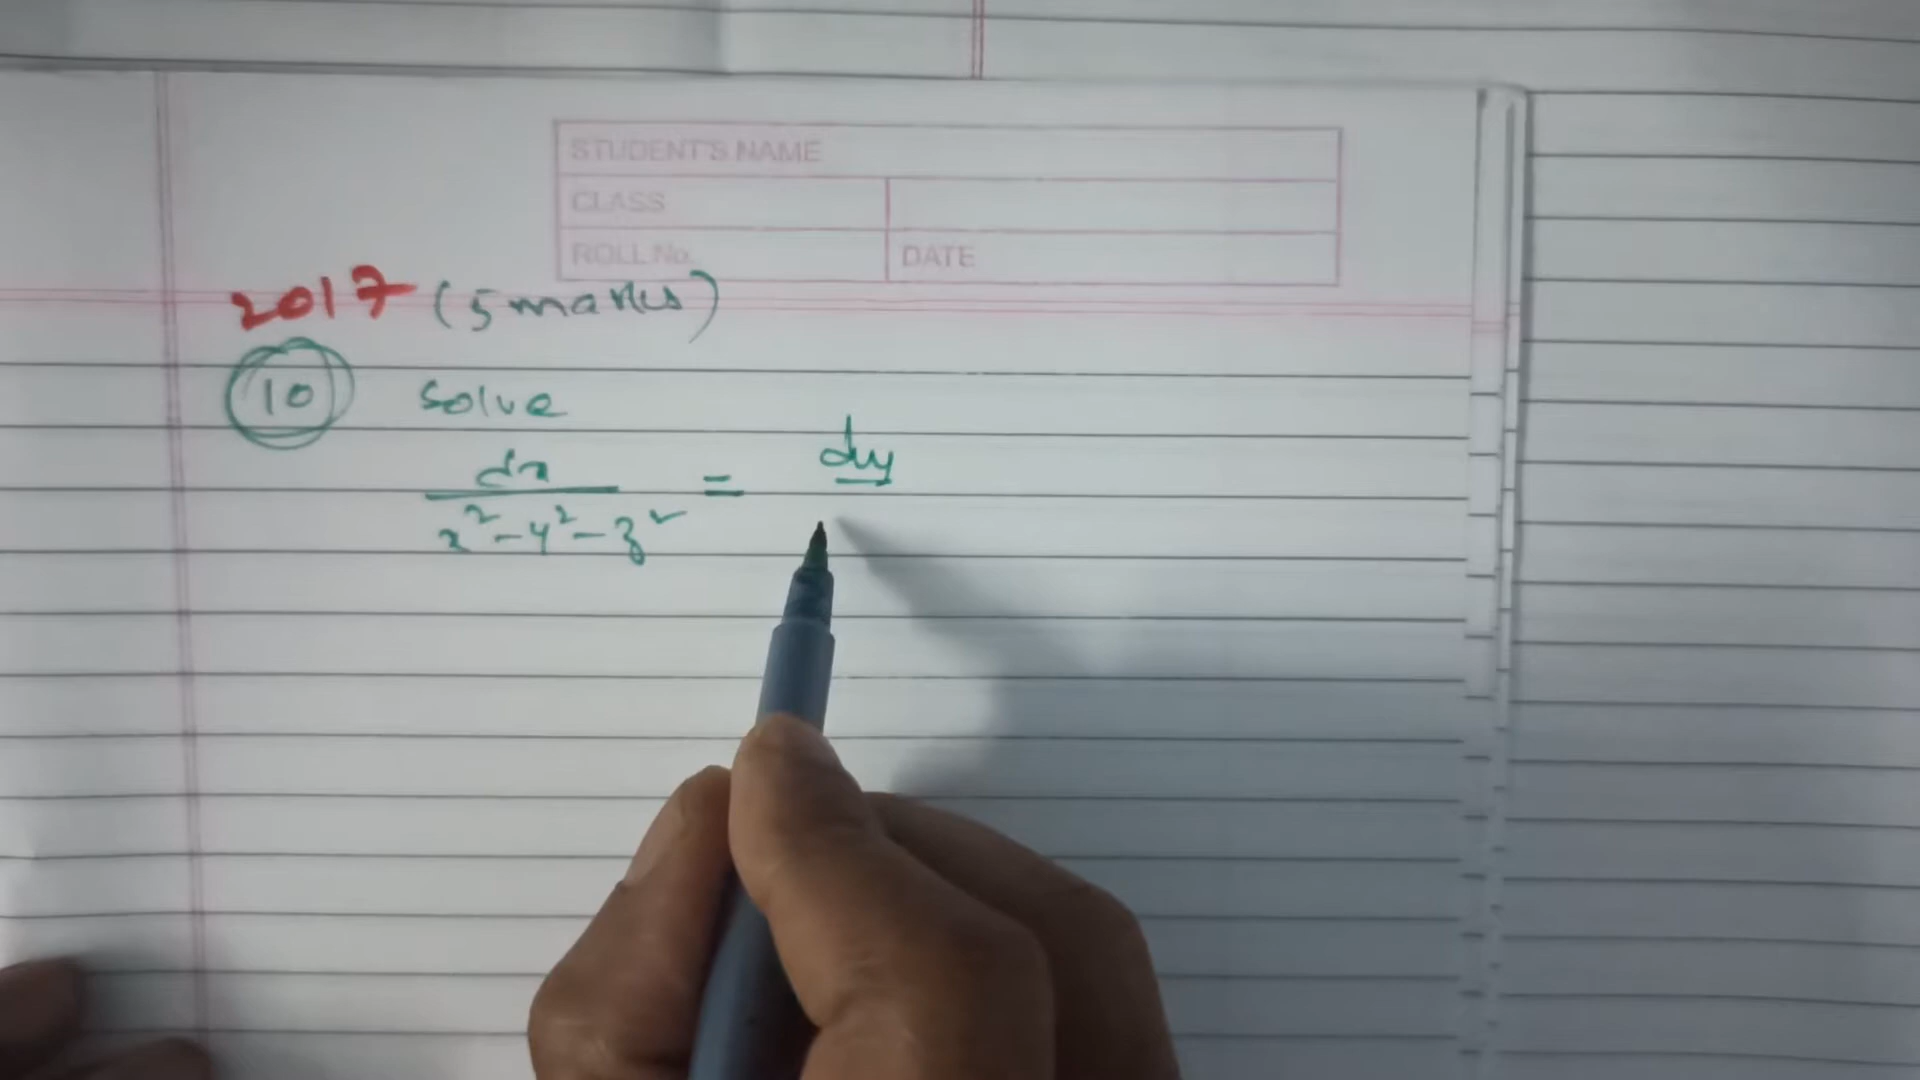 STUDENT'S NAME
CLASS
ROLL No.
DATE
2017 (5 marks)
10 Solve
dx = dy
x²-y²-z²